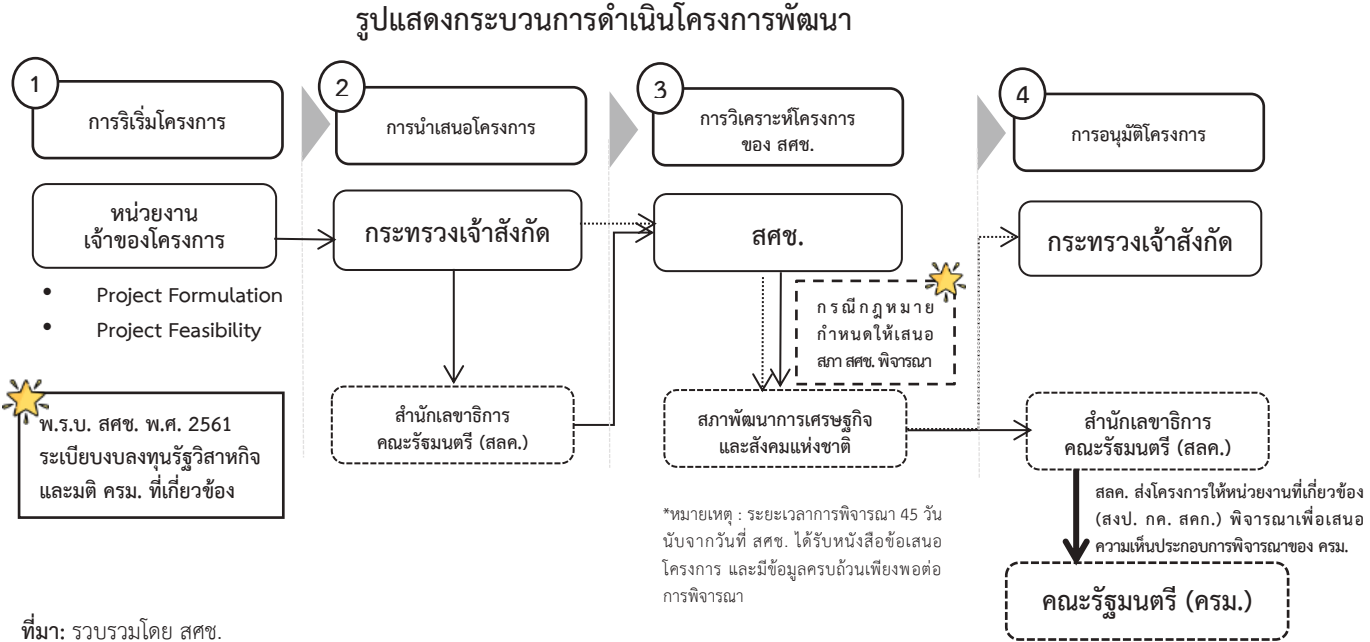 รูปแสดงกระบวนการดำเนินโครงการพัฒนา
1
การริเริ่มโครงการ
2
การนำเสนอโครงการ
3
การวิเคราะห์โครงการ
ของ สศช.
4
การอนุมัติโครงการ
หน่วยงาน
เจ้าของโครงการ
กระทรวงเจ้าสังกัด
สศช.
กระทรวงเจ้าสังกัด
• Project Formulation
• Project Feasibility
กรณีกฎหมาย
กำหนดให้เสนอ
สภา สศช. พิจารณา
พ.ร.บ. สศช. พ.ศ. 2561
ระเบียบงบลงทุนรัฐวิสาหกิจ
และมติ ครม. ที่เกี่ยวข้อง
สำนักเลขาธิการ
คณะรัฐมนตรี (สลค.)
สภาพัฒนาการเศรษฐกิจ
และสังคมแห่งชาติ
สำนักเลขาธิการ
คณะรัฐมนตรี (สลค.)
*หมายเหตุ : ระยะเวลาการพิจารณา 45 วัน
นับจากวันที่ สศช. ได้รับหนังสือข้อเสนอ
โครงการ และมีข้อมูลครบถ้วนเพียงพอต่อ
การพิจารณา
สลค. ส่งโครงการให้หน่วยงานที่เกี่ยวข้อง
(สงป. กค. สคก.) พิจารณาเพื่อเสนอ
ความเห็นประกอบการพิจารณาของ ครม.
คณะรัฐมนตรี (ครม.)
ที่มา: รวบรวมโดย สศช.